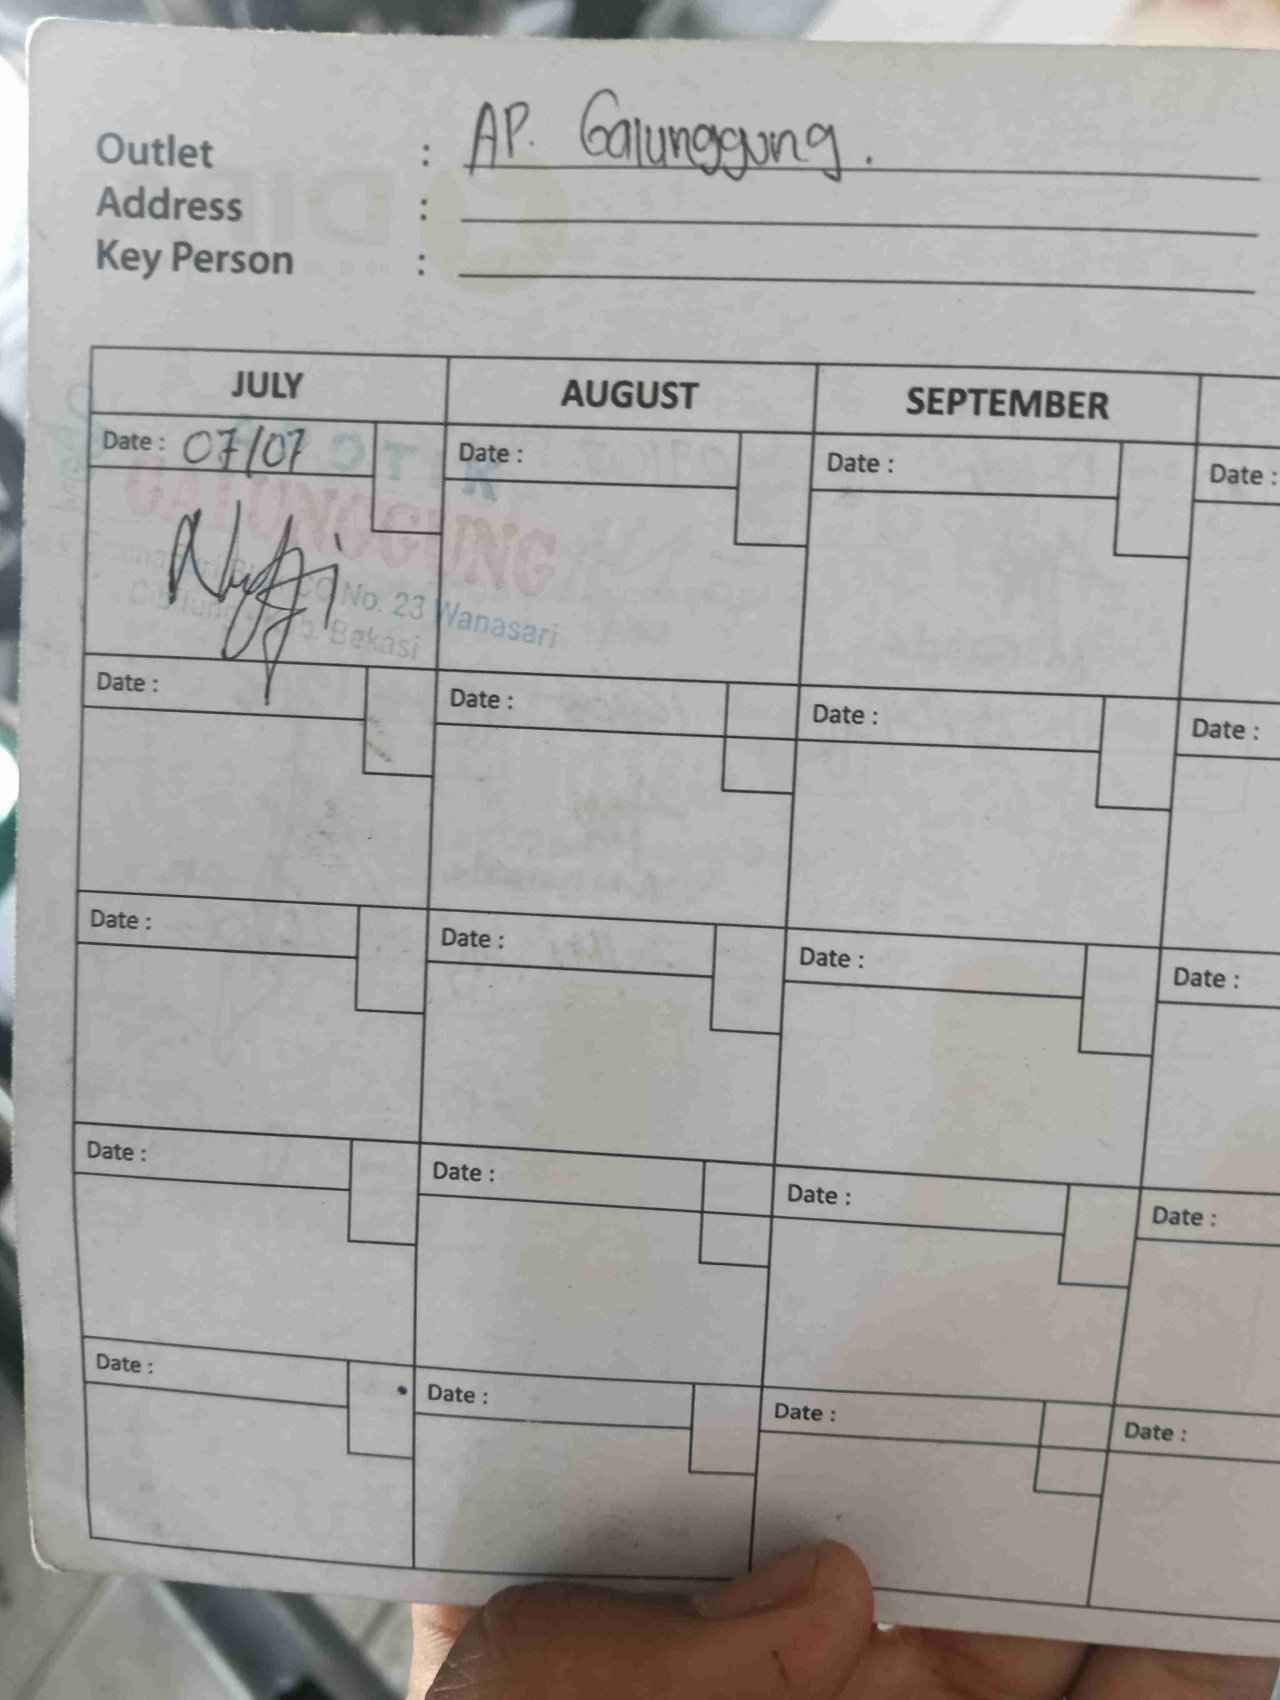 Outlet : AP. Galunggung.
Address :
Key Person :
JULY AUGUST SEPTEMBER
Date : 07/07 Date : Date : Date :
GALUNGGUNG
No. 23 Wanasari
Bekasi
Date : Date : Date : Date :
Date : Date : Date : Date :
Date : Date : Date : Date :
Date : Date : Date : Date :